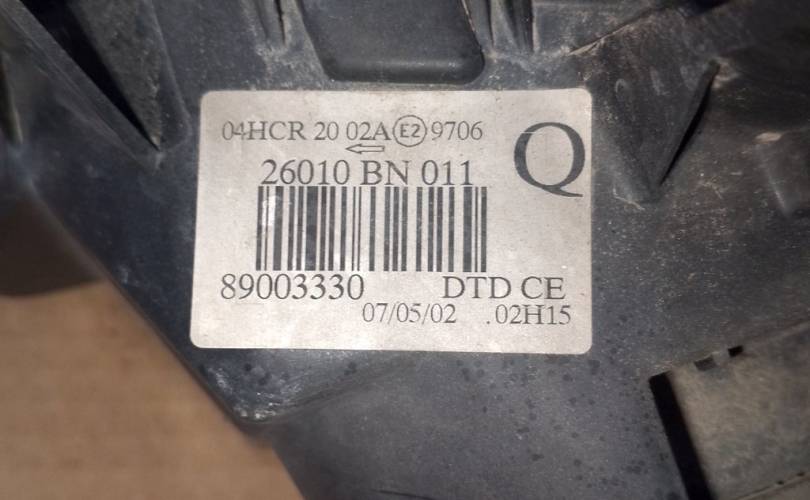 04HCR 20 02A E2 9706
←
Q
26010 BN 011
89003330 DTD CE
07/05/02 .02H15